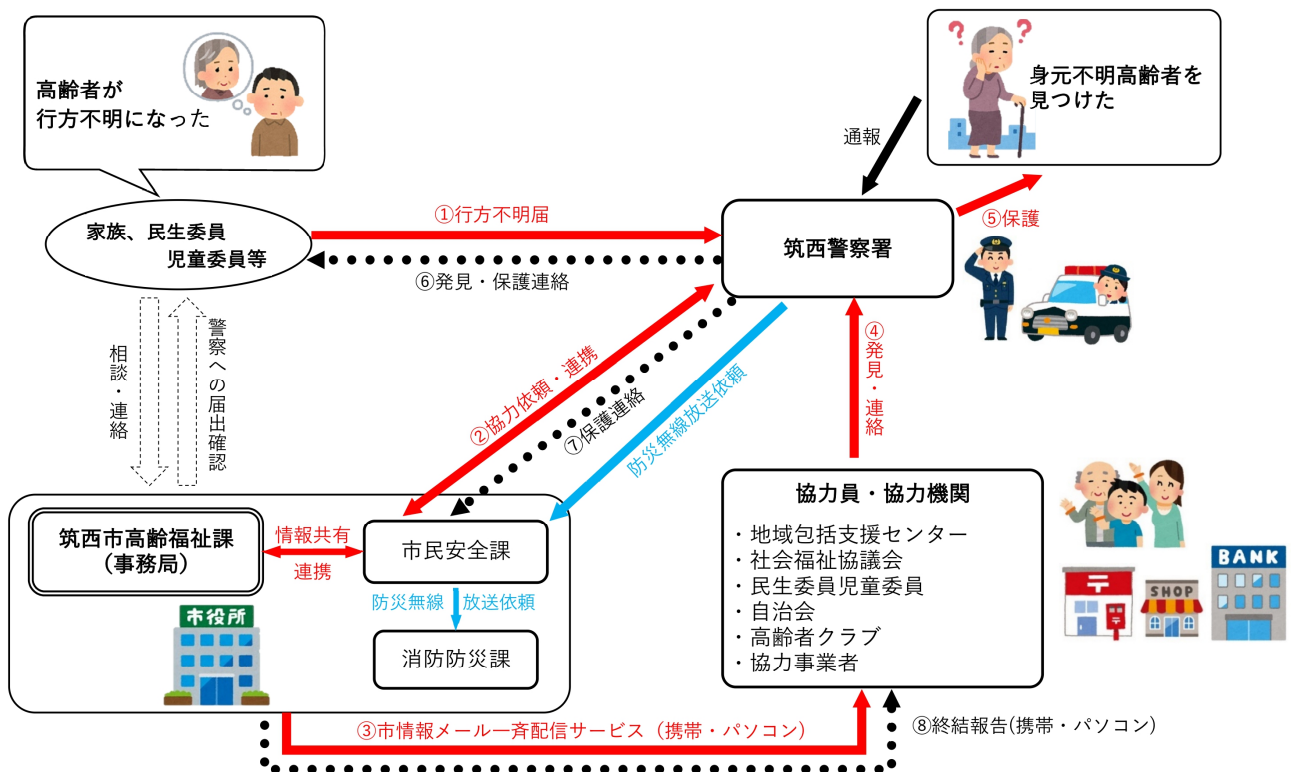 高齢者が
行方不明になった
身元不明高齢者を
見つけた
通報
①行方不明届
⑤保護
家族、民生委員
児童委員等
筑西警察署
⑥発見・保護連絡
相談・連絡
警察への届出確認
②協力依頼・連携
⑦保護連絡
防災無線放送依頼
④発見・連絡
協力員・協力機関
・地域包括支援センター
・社会福祉協議会
・民生委員児童委員
・自治会
・高齢者クラブ
・協力事業者
BANK
〒
SHOP
筑西市高齢福祉課
(事務局)
情報共有
連携
市民安全課
防災無線 放送依頼
市役所
消防防災課
③市情報メール一斉配信サービス（携帯・パソコン）
⑧終結報告(携帯・パソコン)